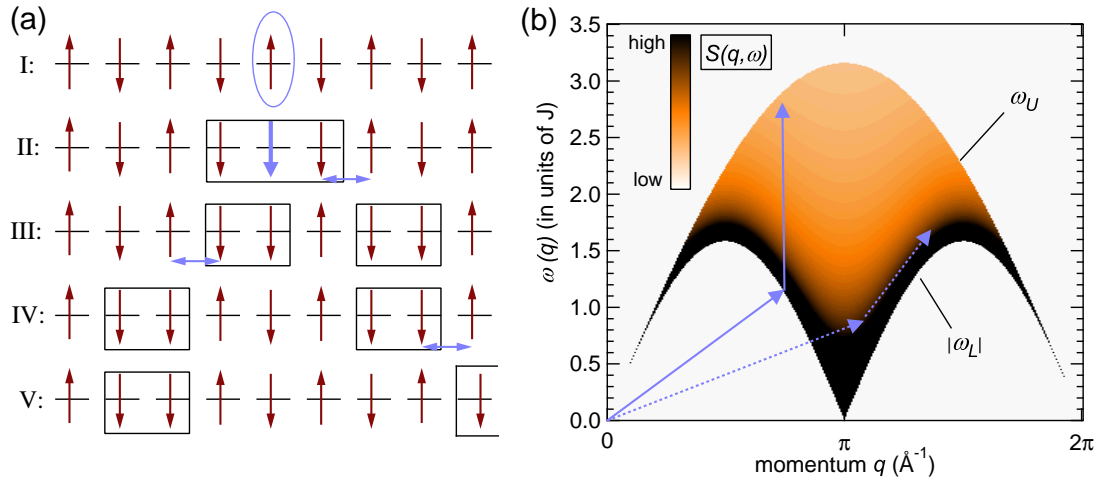 (a)
I:
II:
III:
IV:
V:
(b)
3.5
3.0
2.5
2.0
1.5
1.0
0.5
0.0
ω(q) (in units of J)
high
low
S(q,ω)
ω_U
|ω_L|
0
π
2π
momentum q (Å⁻¹)